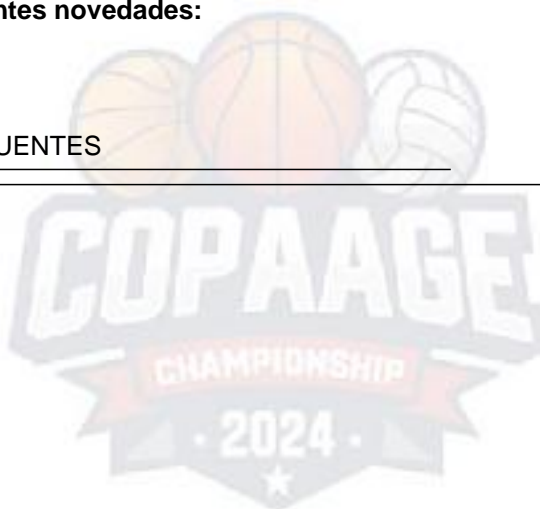 ntes novedades:
UENTES
COPAAGE
CHAMPIONSHIP
· 2024 ·